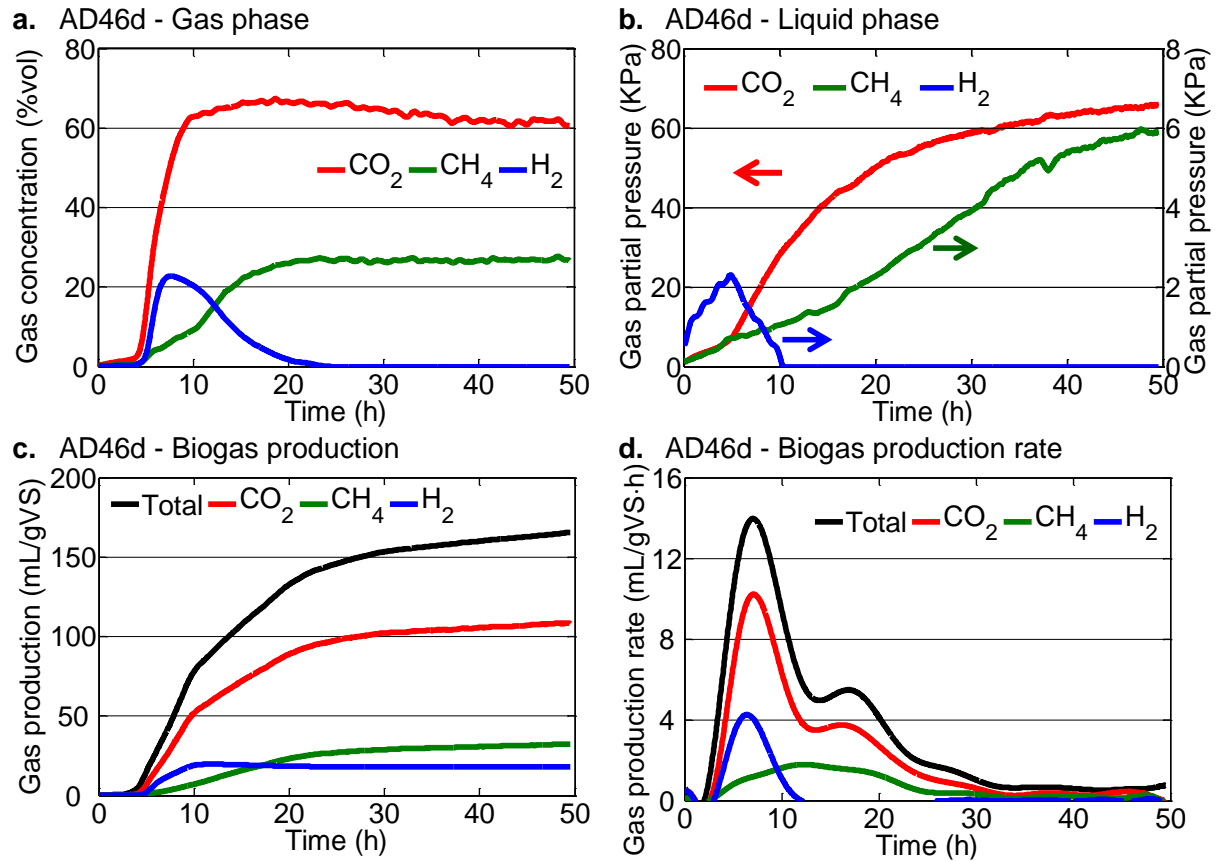 a. AD46d - Gas phase
Gas concentration (%vol)
80
60
40
20
0
CO2 CH4 H2
0 10 20 30 40 50
Time (h)
b. AD46d - Liquid phase
Gas partial pressure (KPa)
80
60
40
20
0
CO2 CH4 H2
8
6
4
2
0
Gas partial pressure (KPa)
0 10 20 30 40 50
Time (h)
c. AD46d - Biogas production
Gas production (mL/gVS)
200
150
100
50
0
Total CO2 CH4 H2
0 10 20 30 40 50
Time (h)
d. AD46d - Biogas production rate
Gas production rate (mL/gVS·h)
16
12
8
4
0
Total CO2 CH4 H2
0 10 20 30 40 50
Time (h)